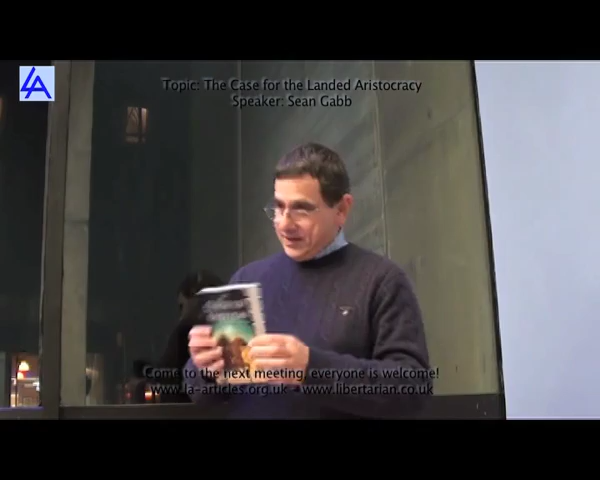 LA
Topic: The Case for the Landed Aristocracy
Speaker: Sean Gabb
Come to the next meeting, everyone is welcome!
www.la-articles.org.uk - www.libertarian.co.uk